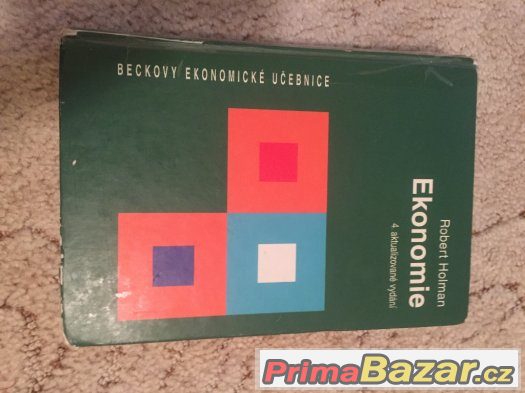 BECKOVY EKONOMICKÉ UČEBNICE
Robert Holman
Ekonomie
4. aktualizované vydání
PrimaBazar.cz